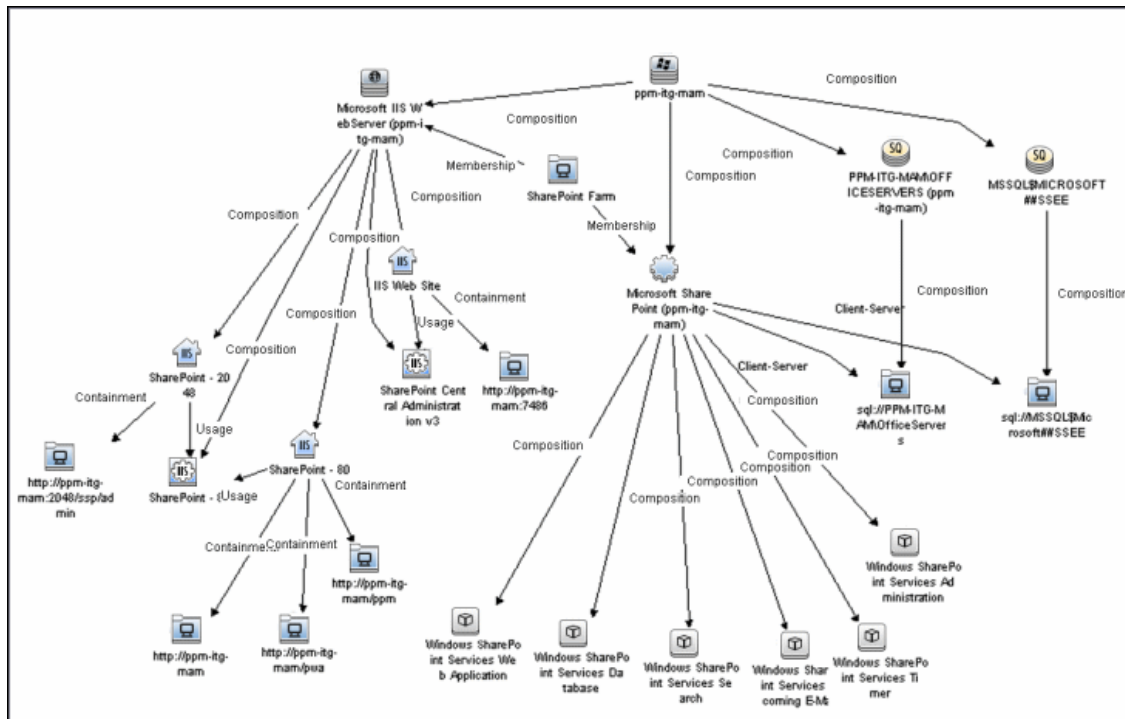 Composition
ppm-itg-mam
Microsoft IIS W
ebServer (ppm-i
tg-mam)
Composition
Composition
Composition
Membership
SharePoint Farm
Composition
PPM-ITG-MAM\OFF
ICESERVERS (ppm
-itg-mam)
MSSQL$MICROSOFT
##SSEE
Composition
Membership
Composition
Composition
IIS Web Site
Containment
Microsoft Share
Point (ppm-itg-
mam)
Composition
Composition
Composition
Usage
Client-Server
Composition
SharePoint - 20
48
SharePoint Cent
ral Administrat
ion v3
http://ppm-itg-
mam:7486
Client-Server
sql://PPM-ITG-M
AM\OfficeServer
s
sql://MSSQL$Mic
rosoft##SSEE
Containment
Composition
Usage
SharePoint - 80
Composition
Composition
Composition
http://ppm-itg-
mam:2048/ssp/ad
min
SharePoint -
Usage
Containment
Composition
Composition
Containment
http://ppm-itg-
mam/ppm
Windows SharePo
int Services Ad
ministration
http://ppm-itg-
mam
http://ppm-itg-
mam/pwa
Windows SharePo
int Services We
b Application
Windows SharePo
int Services Da
tabase
Windows SharePo
int Services Se
arch
Windows Shar
int Services
coming E-Ma
Windows SharePo
int Services Ti
mer